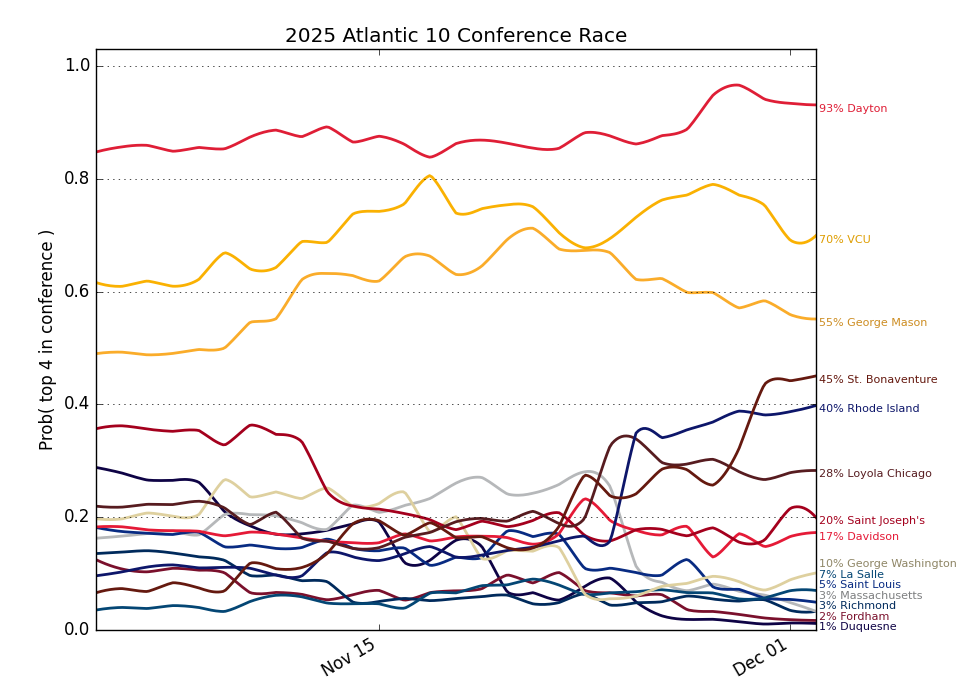 2025 Atlantic 10 Conference Race
Prob( top 4 in conference )
1.0
0.8
0.6
0.4
0.2
0.0
Nov 15
Dec 01
93% Dayton
70% VCU
55% George Mason
45% St. Bonaventure
40% Rhode Island
28% Loyola Chicago
20% Saint Joseph's
17% Davidson
10% George Washington
7% La Salle
5% Saint Louis
3% Massachusetts
3% Richmond
2% Fordham
1% Duquesne